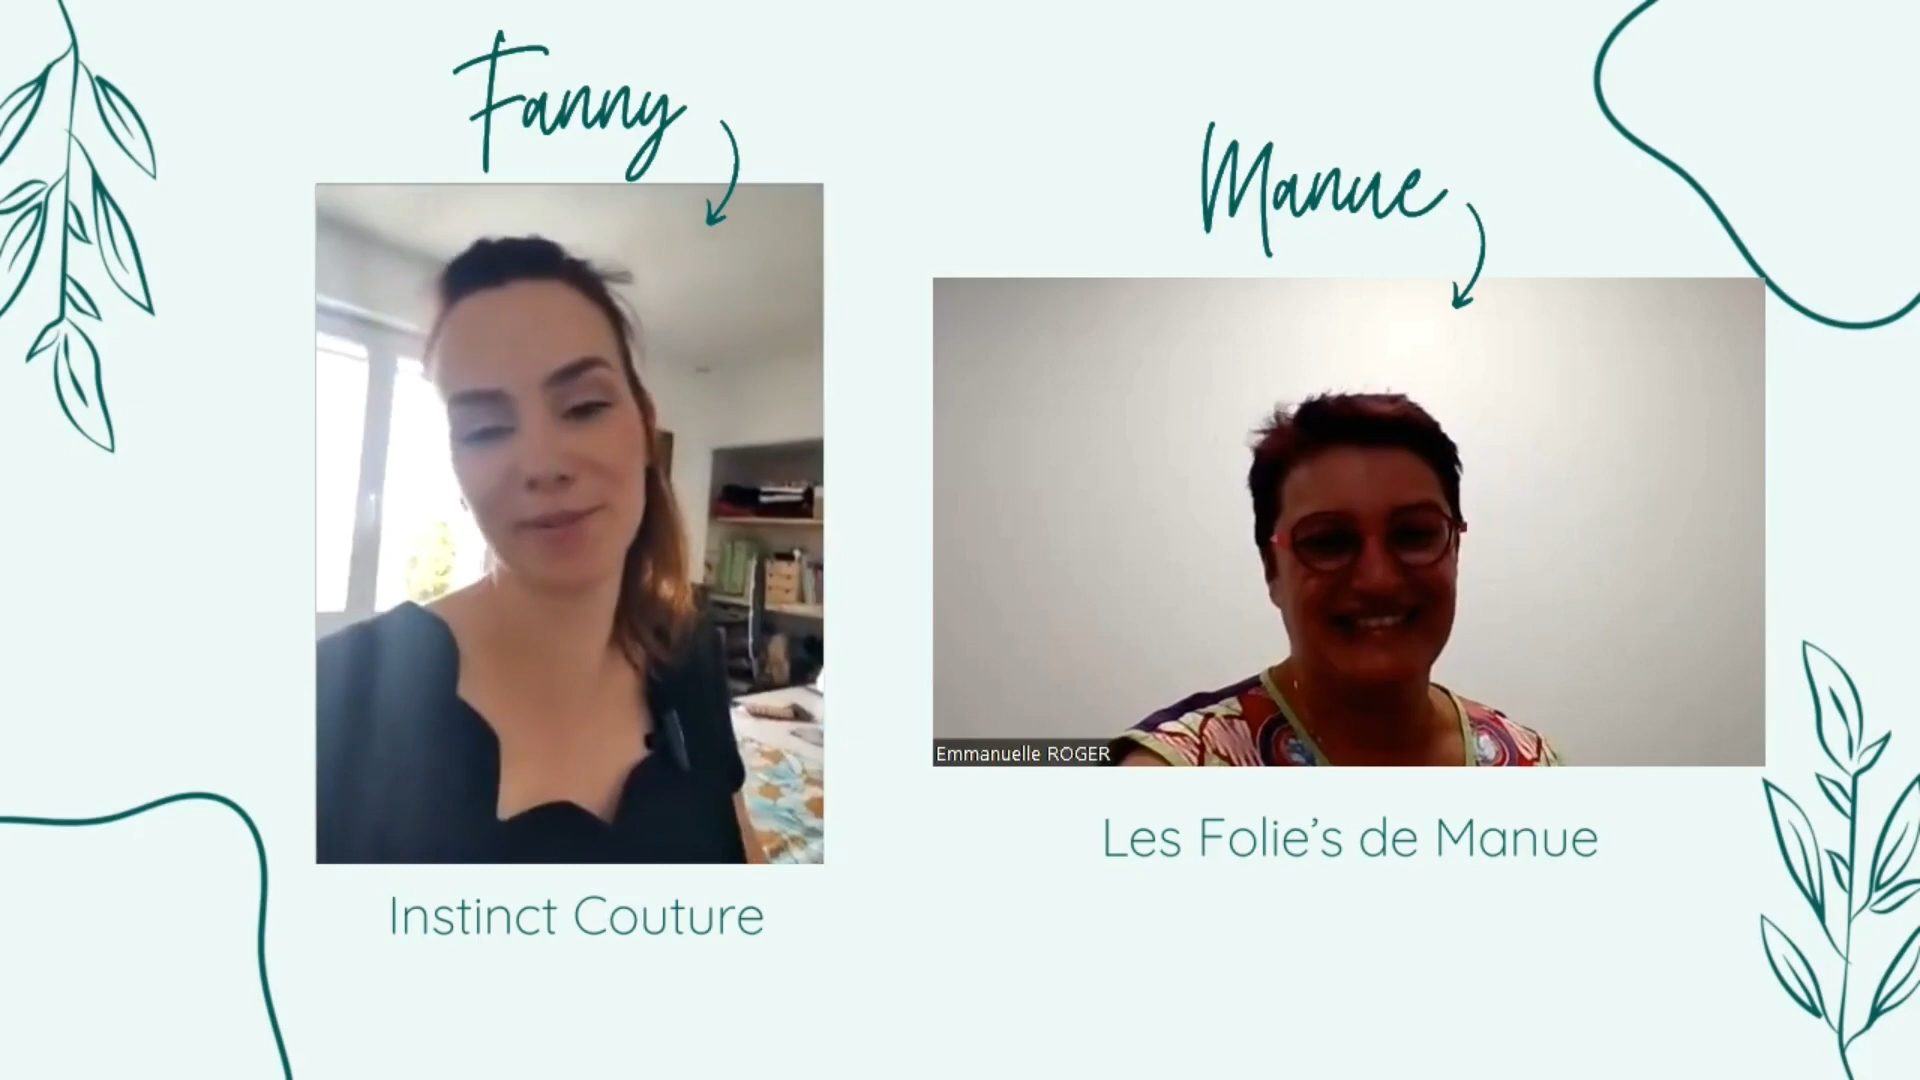 Fanny
Manue
Emmanuelle ROGER
Les Folie’s de Manue
Instinct Couture